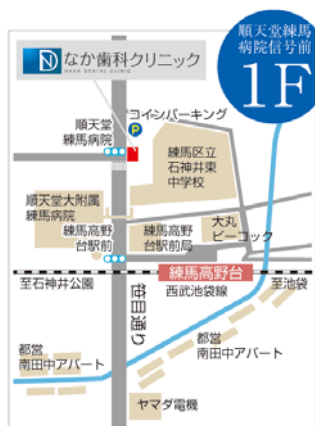 順天堂練馬
病院信号前
1F
DN なか歯科クリニック
NAKA DENTAL CLINIC
コインパーキング
P
順天堂
練馬病院
練馬区立
石神井東
中学校
順天堂大附属
練馬病院
大丸
ピーコック
練馬高野
台駅前
練馬高野
台駅前局
練馬高野台
至石神井公園
西武池袋線
至池袋
笹目通り
都営
南田中アパート
都営
南田中アパート
ヤマダ電機